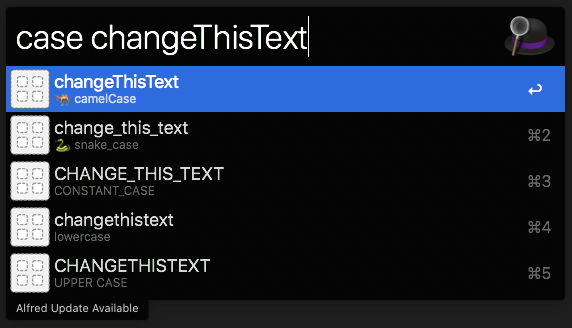 case changeThisText
changeThisText
🐫 camelCase ↩
change_this_text
🐍 snake_case ⌘2
CHANGE_THIS_TEXT
CONSTANT_CASE ⌘3
changethistext
lowercase ⌘4
CHANGETHISTEXT
UPPER CASE ⌘5
Alfred Update Available